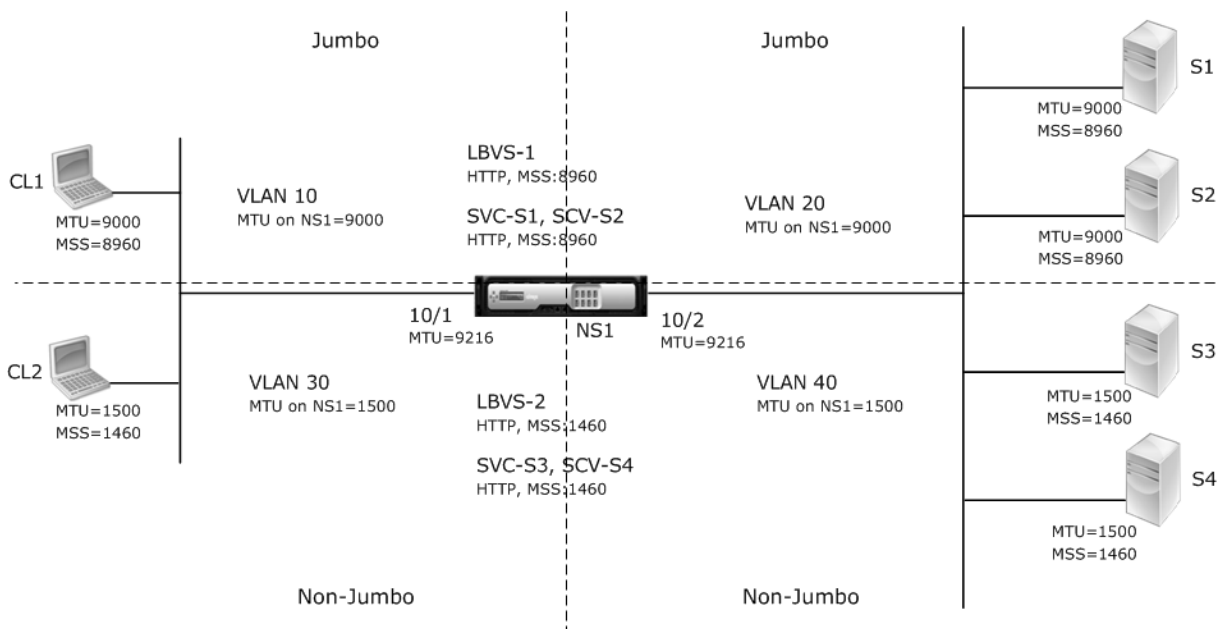 Jumbo
Jumbo
S1
MTU=9000
MSS=8960
CL1
MTU=9000
MSS=8960
VLAN 10
MTU on NS1=9000
LBVS-1
HTTP, MSS:8960
SVC-S1, SCV-S2
HTTP, MSS:8960
VLAN 20
MTU on NS1=9000
S2
MTU=9000
MSS=8960
10/1
MTU=9216
NS1
10/2
MTU=9216
CL2
MTU=1500
MSS=1460
VLAN 30
MTU on NS1=1500
LBVS-2
HTTP, MSS:1460
SVC-S3, SCV-S4
HTTP, MSS:1460
VLAN 40
MTU on NS1=1500
S3
MTU=1500
MSS=1460
S4
MTU=1500
MSS=1460
Non-Jumbo
Non-Jumbo